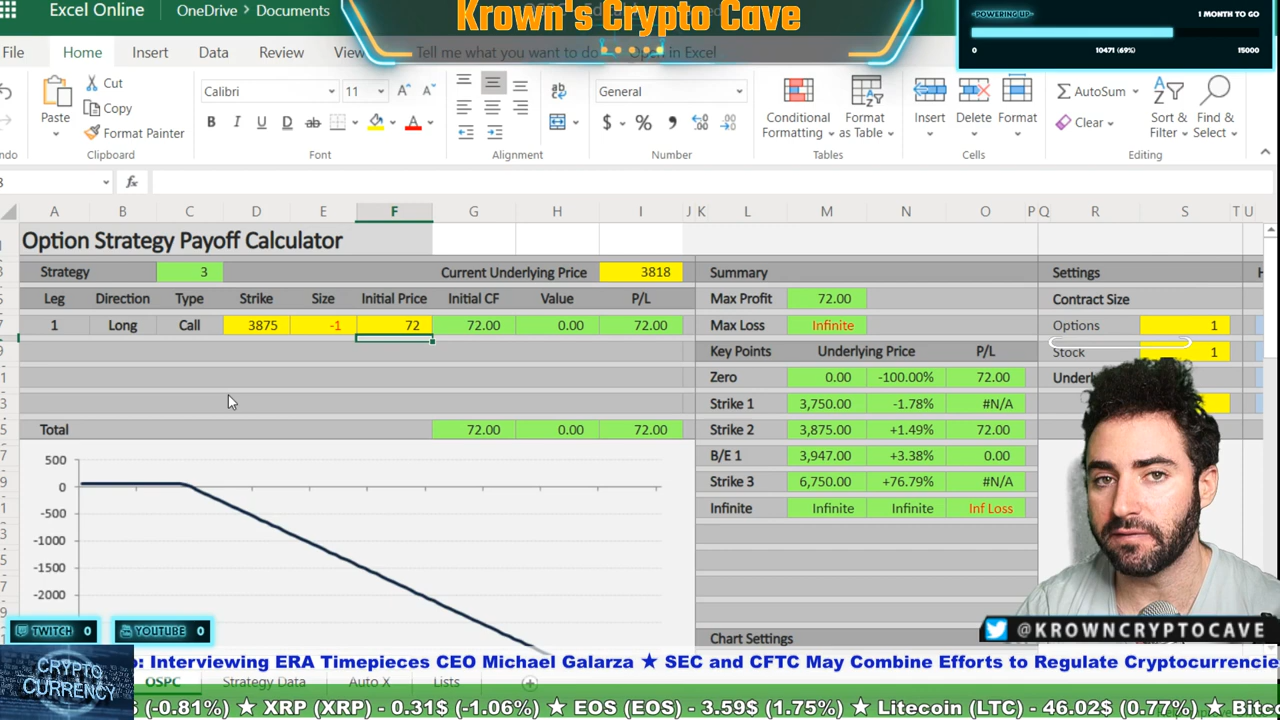 Krown's Crypto Cave
POWERING UP
1 MONTH TO GO
0
10471 (69%)
15000
Excel Online
OneDrive > Documents
File
Home
Insert
Data
Review
View
Tell me what you want to do
Open in Excel
Paste
Cut
Copy
Format Painter
Calibri
11
General
Conditional Formatting
Format as Table
Insert
Delete
Format
AutoSum
Clear
Sort & Filter
Find & Select
Clipboard
Font
Alignment
Number
Tables
Cells
Editing
fx
A B C D E F G H I J K L M N O P Q R S T U
Option Strategy Payoff Calculator
Strategy 3 Current Underlying Price 3818 Summary Settings
Leg Direction Type Strike Size Initial Price Initial CF Value P/L Max Profit 72.00 Contract Size
1 Long Call 3875 -1 72 72.00 0.00 72.00 Max Loss Infinite Options 1
Key Points Underlying Price P/L Stock 1
Zero 0.00 -100.00% 72.00
Strike 1 3,750.00 -1.78% #N/A
Total 72.00 0.00 72.00 Strike 2 3,875.00 +1.49% 72.00
B/E 1 3,947.00 +3.38% 0.00
Strike 3 6,750.00 +76.79% #N/A
Infinite Infinite Infinite Inf Loss
500
0
-500
-1000
-1500
-2000
Chart Settings
TWITCH 0
YOUTUBE 0
@KROWNCRYPTOCAVE
CRYPTO CURRENCY
: Interviewing ERA Timepieces CEO Michael Galarza ★ SEC and CFTC May Combine Efforts to Regulate Cryptocurrencie
OSPC
Strategy Data
Auto X
Lists
(-0.81%) ★ XRP (XRP) - 0.31$ (-1.06%) ★ EOS (EOS) - 3.59$ (1.75%) ★ Litecoin (LTC) - 46.02$ (0.77%) ★ Bitco